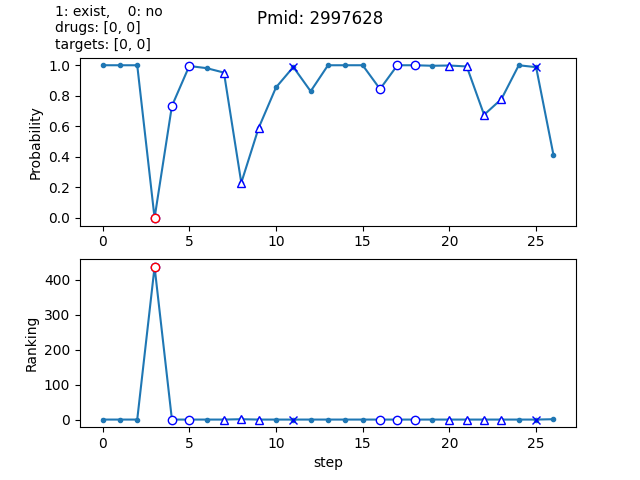 1: exist,    0: no
drugs: [0, 0]
targets: [0, 0]
Pmid: 2997628
Probability
1.0
0.8
0.6
0.4
0.2
0.0
0 5 10 15 20 25
Ranking
400
300
200
100
0
0 5 10 15 20 25
step